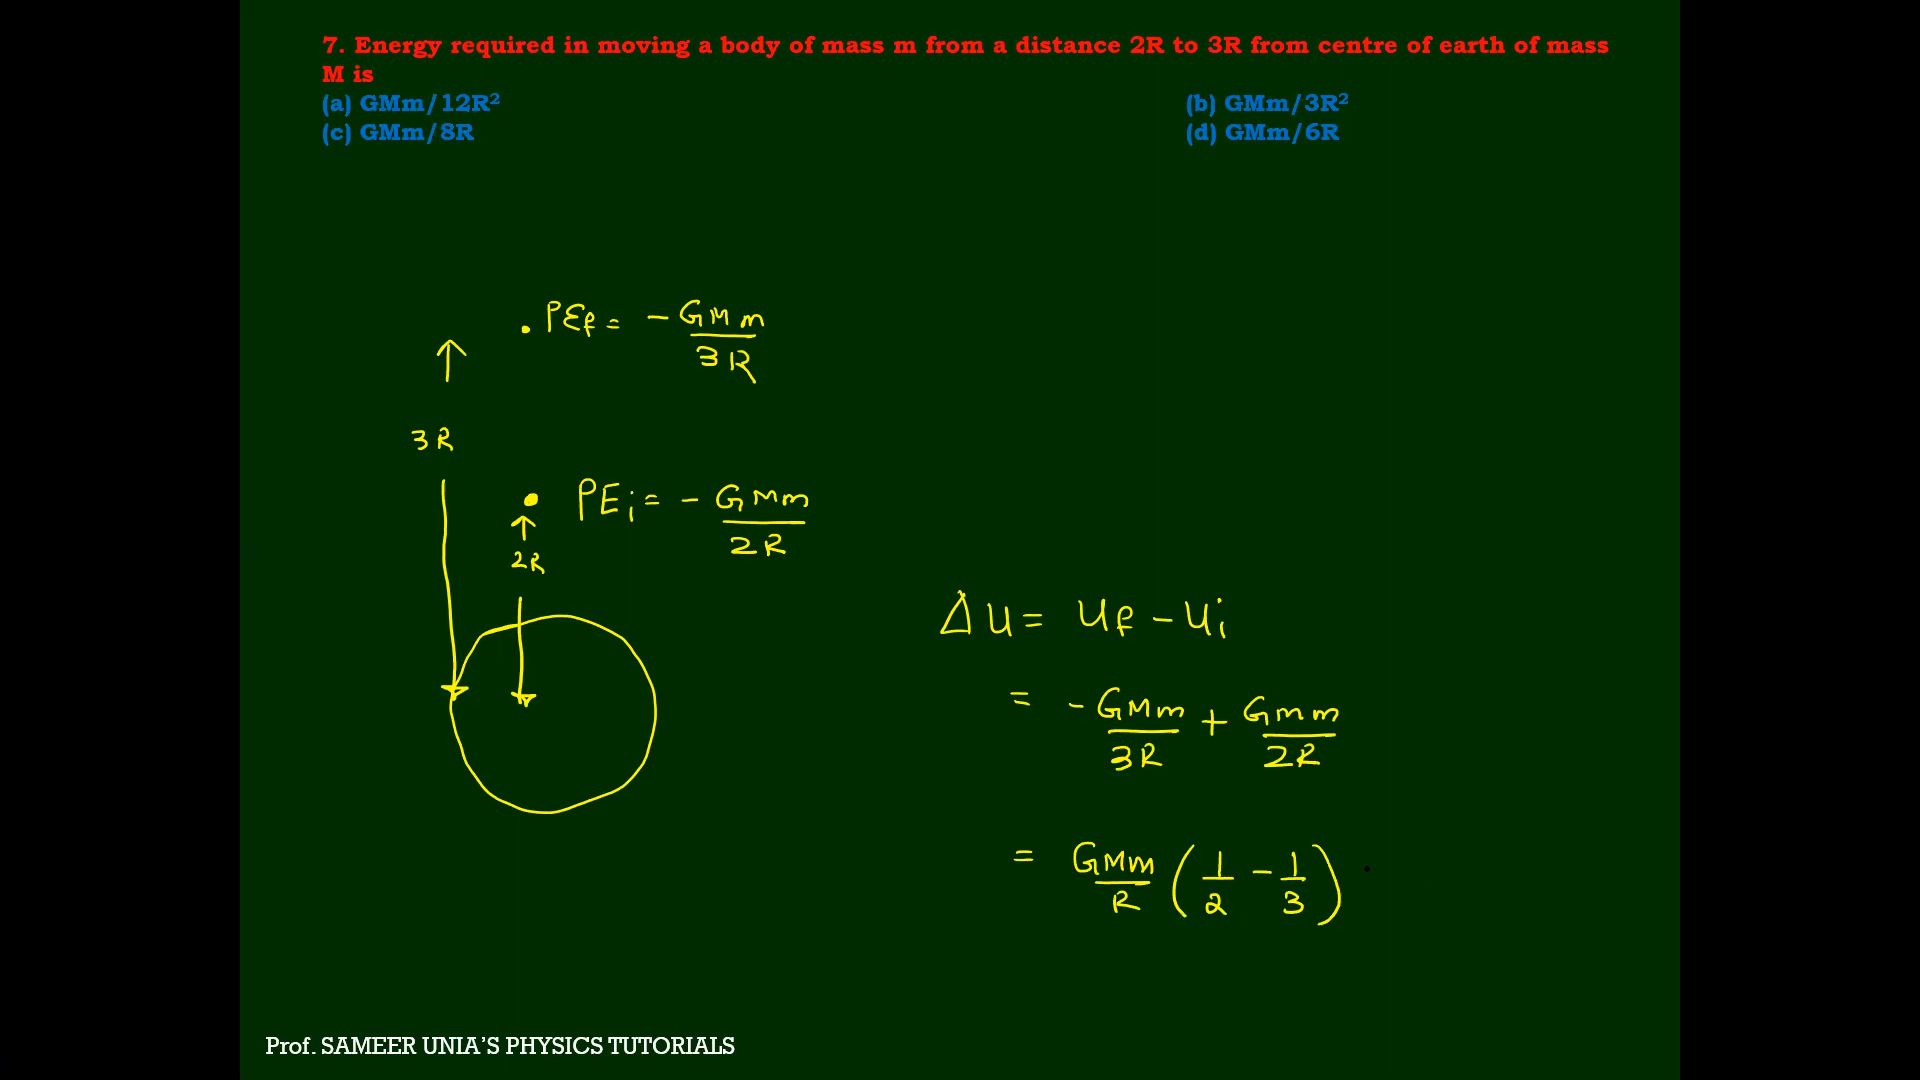 7. Energy required in moving a body of mass m from a distance 2R to 3R from centre of earth of mass
M is
(a) GMm/12R²
(b) GMm/3R²
(c) GMm/8R
(d) GMm/6R
. PEf = - GMm
3R
3R
PEi = - GMm
2R
2R
ΔU = Uf - Ui
= - GMm/3R + GMm/2R
= GMm/R (1/2 - 1/3)
Prof. SAMEER UNIA'S PHYSICS TUTORIALS